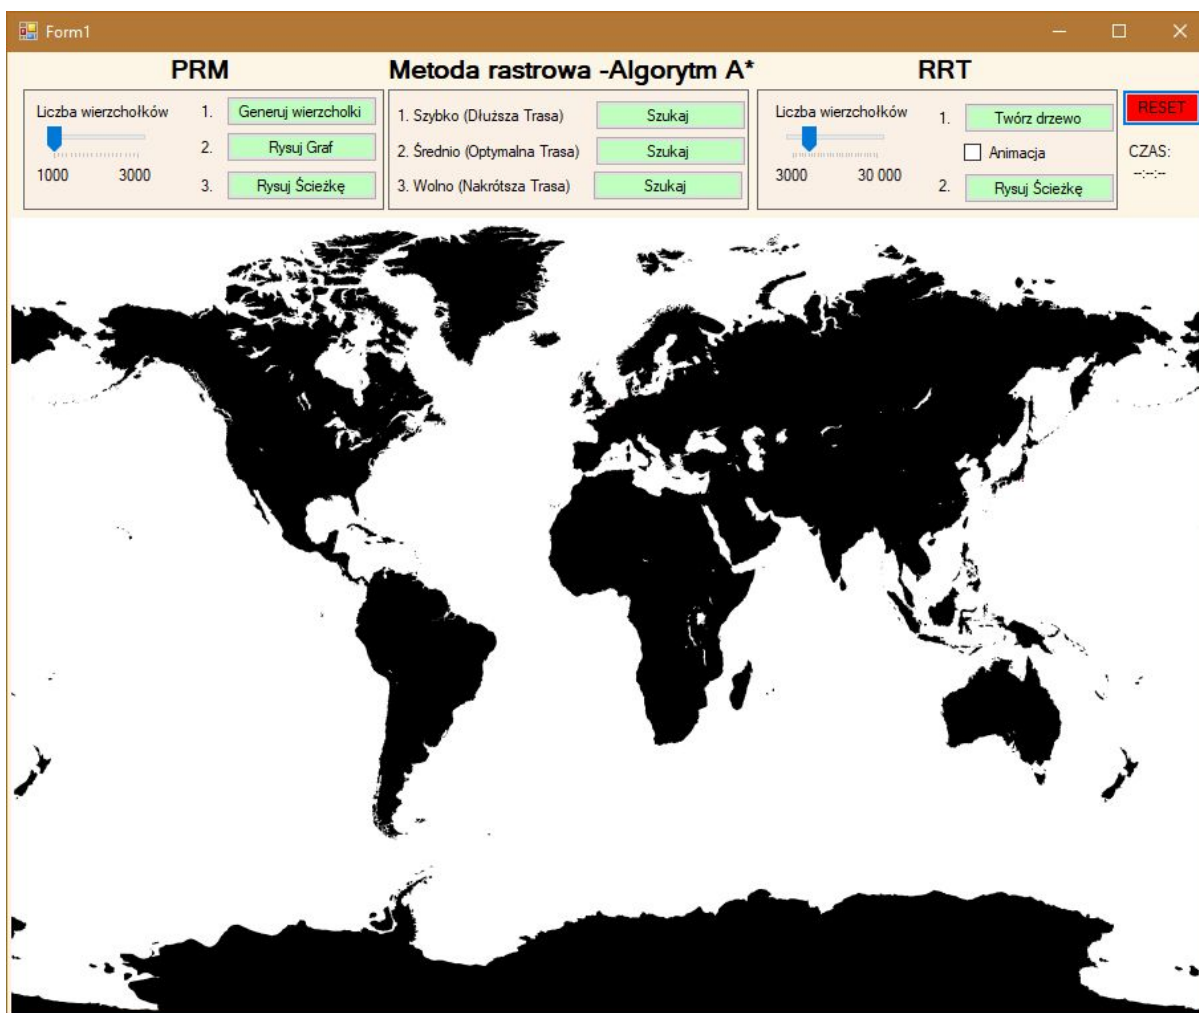 Form1
PRM
Metoda rastrowa -Algorytm A*
RRT
Liczba wierzchołków
1000 3000
1. Generuj wierzcholki
2. Rysuj Graf
3. Rysuj Ścieżkę
1. Szybko (Dłuższa Trasa) Szukaj
2. Średnio (Optymalna Trasa) Szukaj
3. Wolno (Nakrótsza Trasa) Szukaj
Liczba wierzchołków
3000 30 000
1. Twórz drzewo
Animacja
2. Rysuj Ścieżkę
RESET
CZAS:
--:--:--